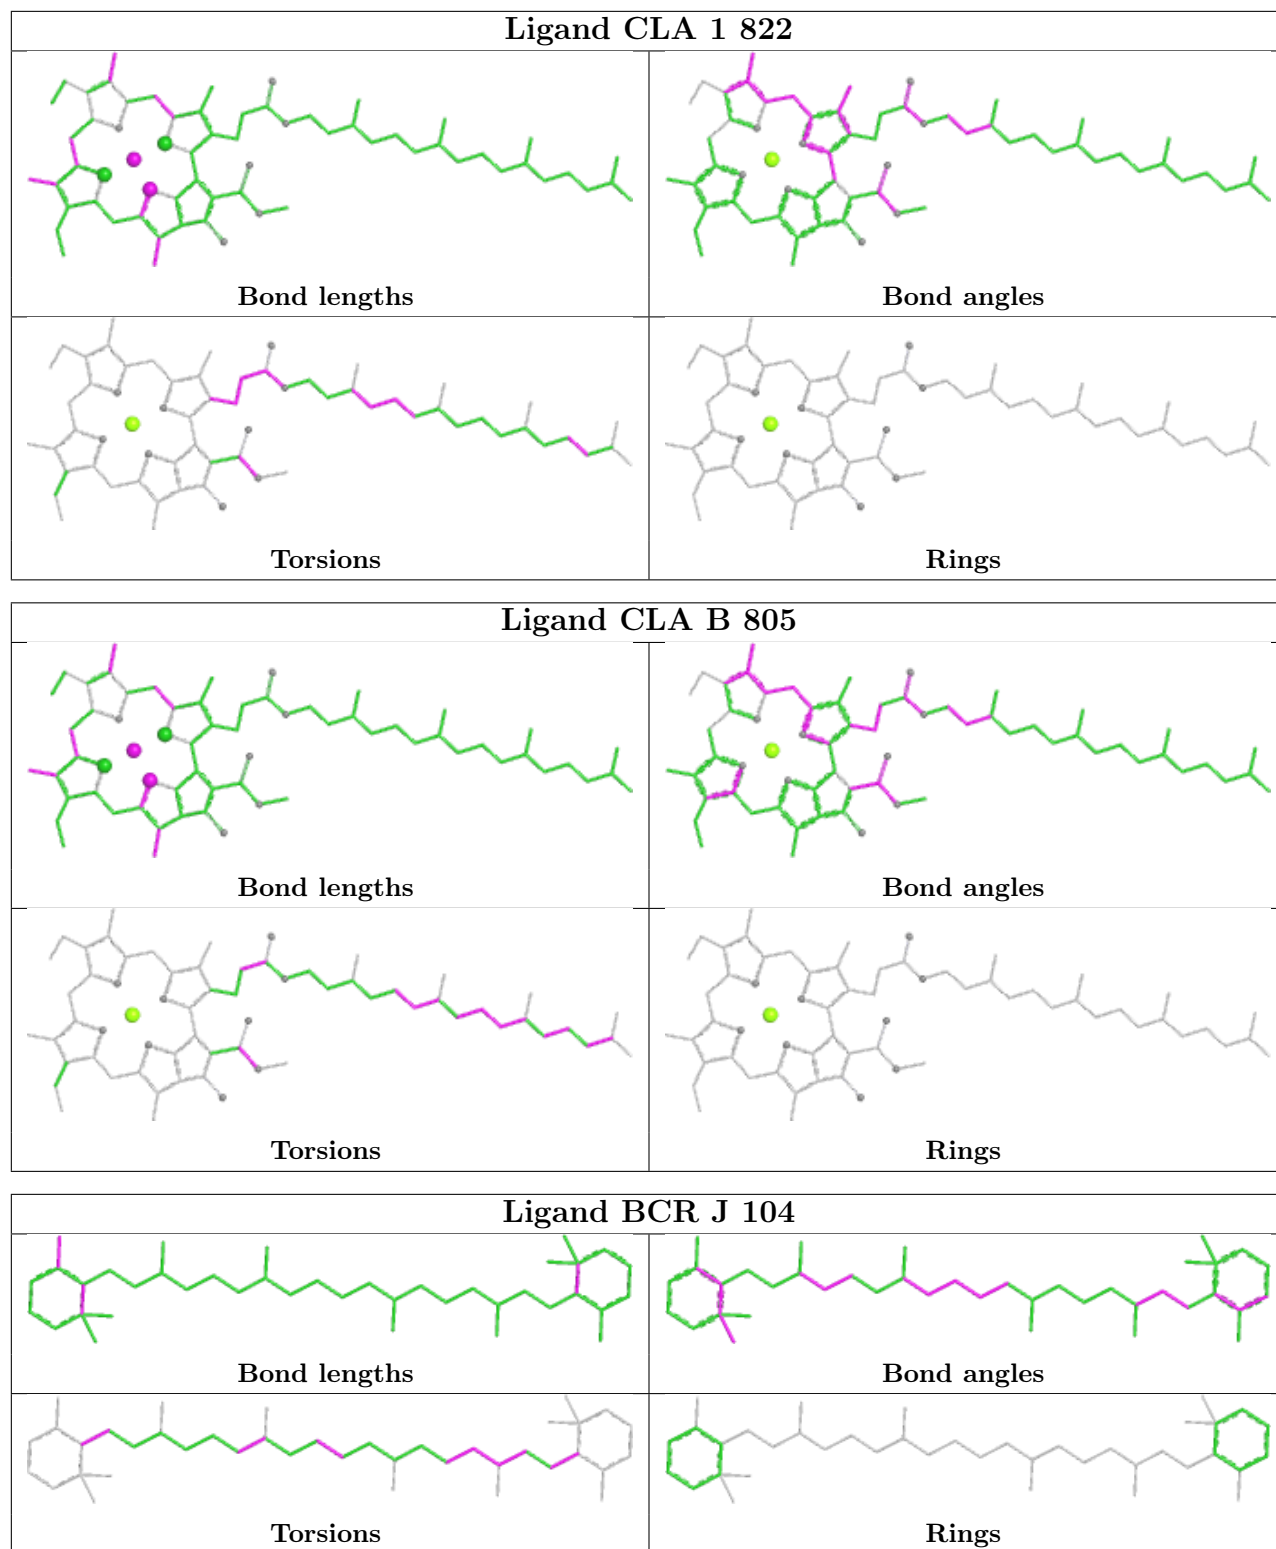 Ligand CLA 1 822
Bond lengths
Bond angles
Torsions
Rings
Ligand CLA B 805
Bond lengths
Bond angles
Torsions
Rings
Ligand BCR J 104
Bond lengths
Bond angles
Torsions
Rings